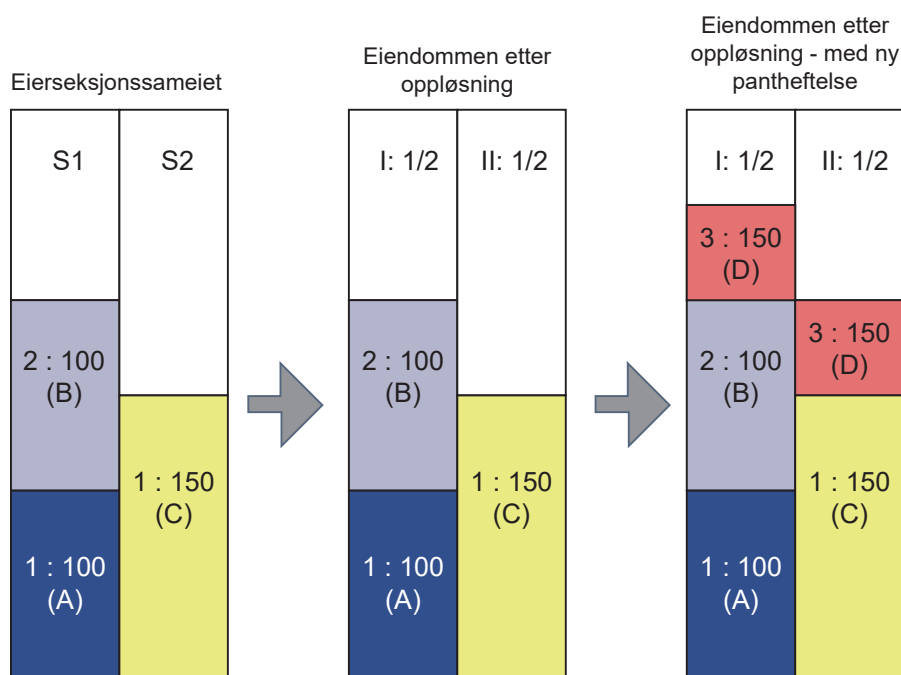 Eierseksjonssameiet
S1
S2
2 : 100
(B)
1 : 150
(C)
1 : 100
(A)
Eiendommen etter
oppløsning
I: 1/2
II: 1/2
2 : 100
(B)
1 : 150
(C)
1 : 100
(A)
Eiendommen etter
oppløsning - med ny
pantheftelse
I: 1/2
II: 1/2
3 : 150
(D)
3 : 150
(D)
2 : 100
(B)
1 : 150
(C)
1 : 100
(A)